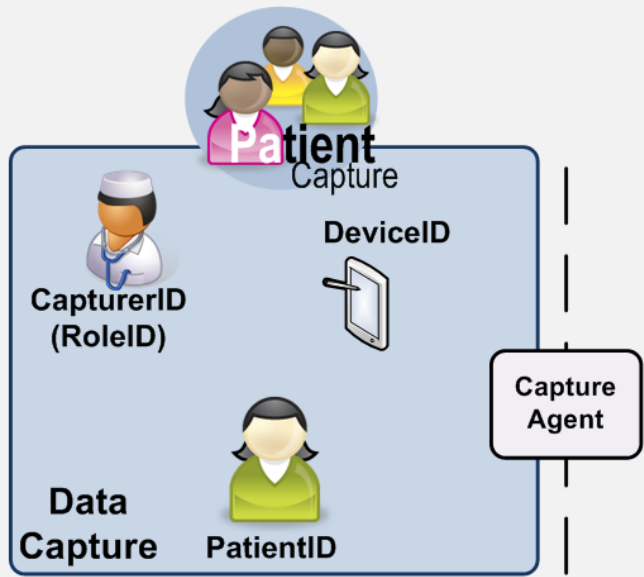 Patient
Capture
DeviceID
CapturerID
(RoleID)
Capture
Agent
Data
Capture
PatientID